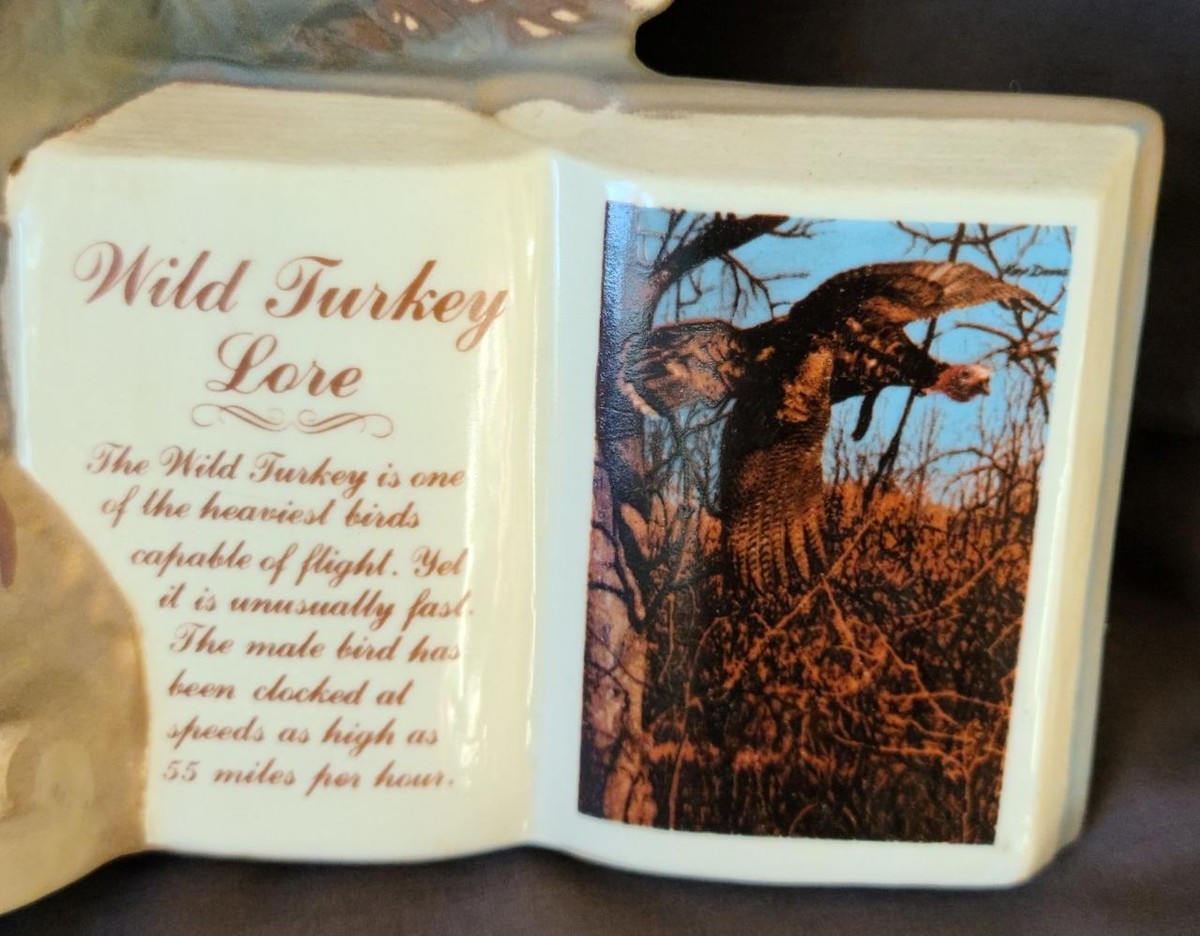 Wild Turkey
Lore
The Wild Turkey is one
of the heaviest birds
capable of flight. Yet
it is unusually fast.
The male bird has
been clocked at
speeds as high as
55 miles per hour.